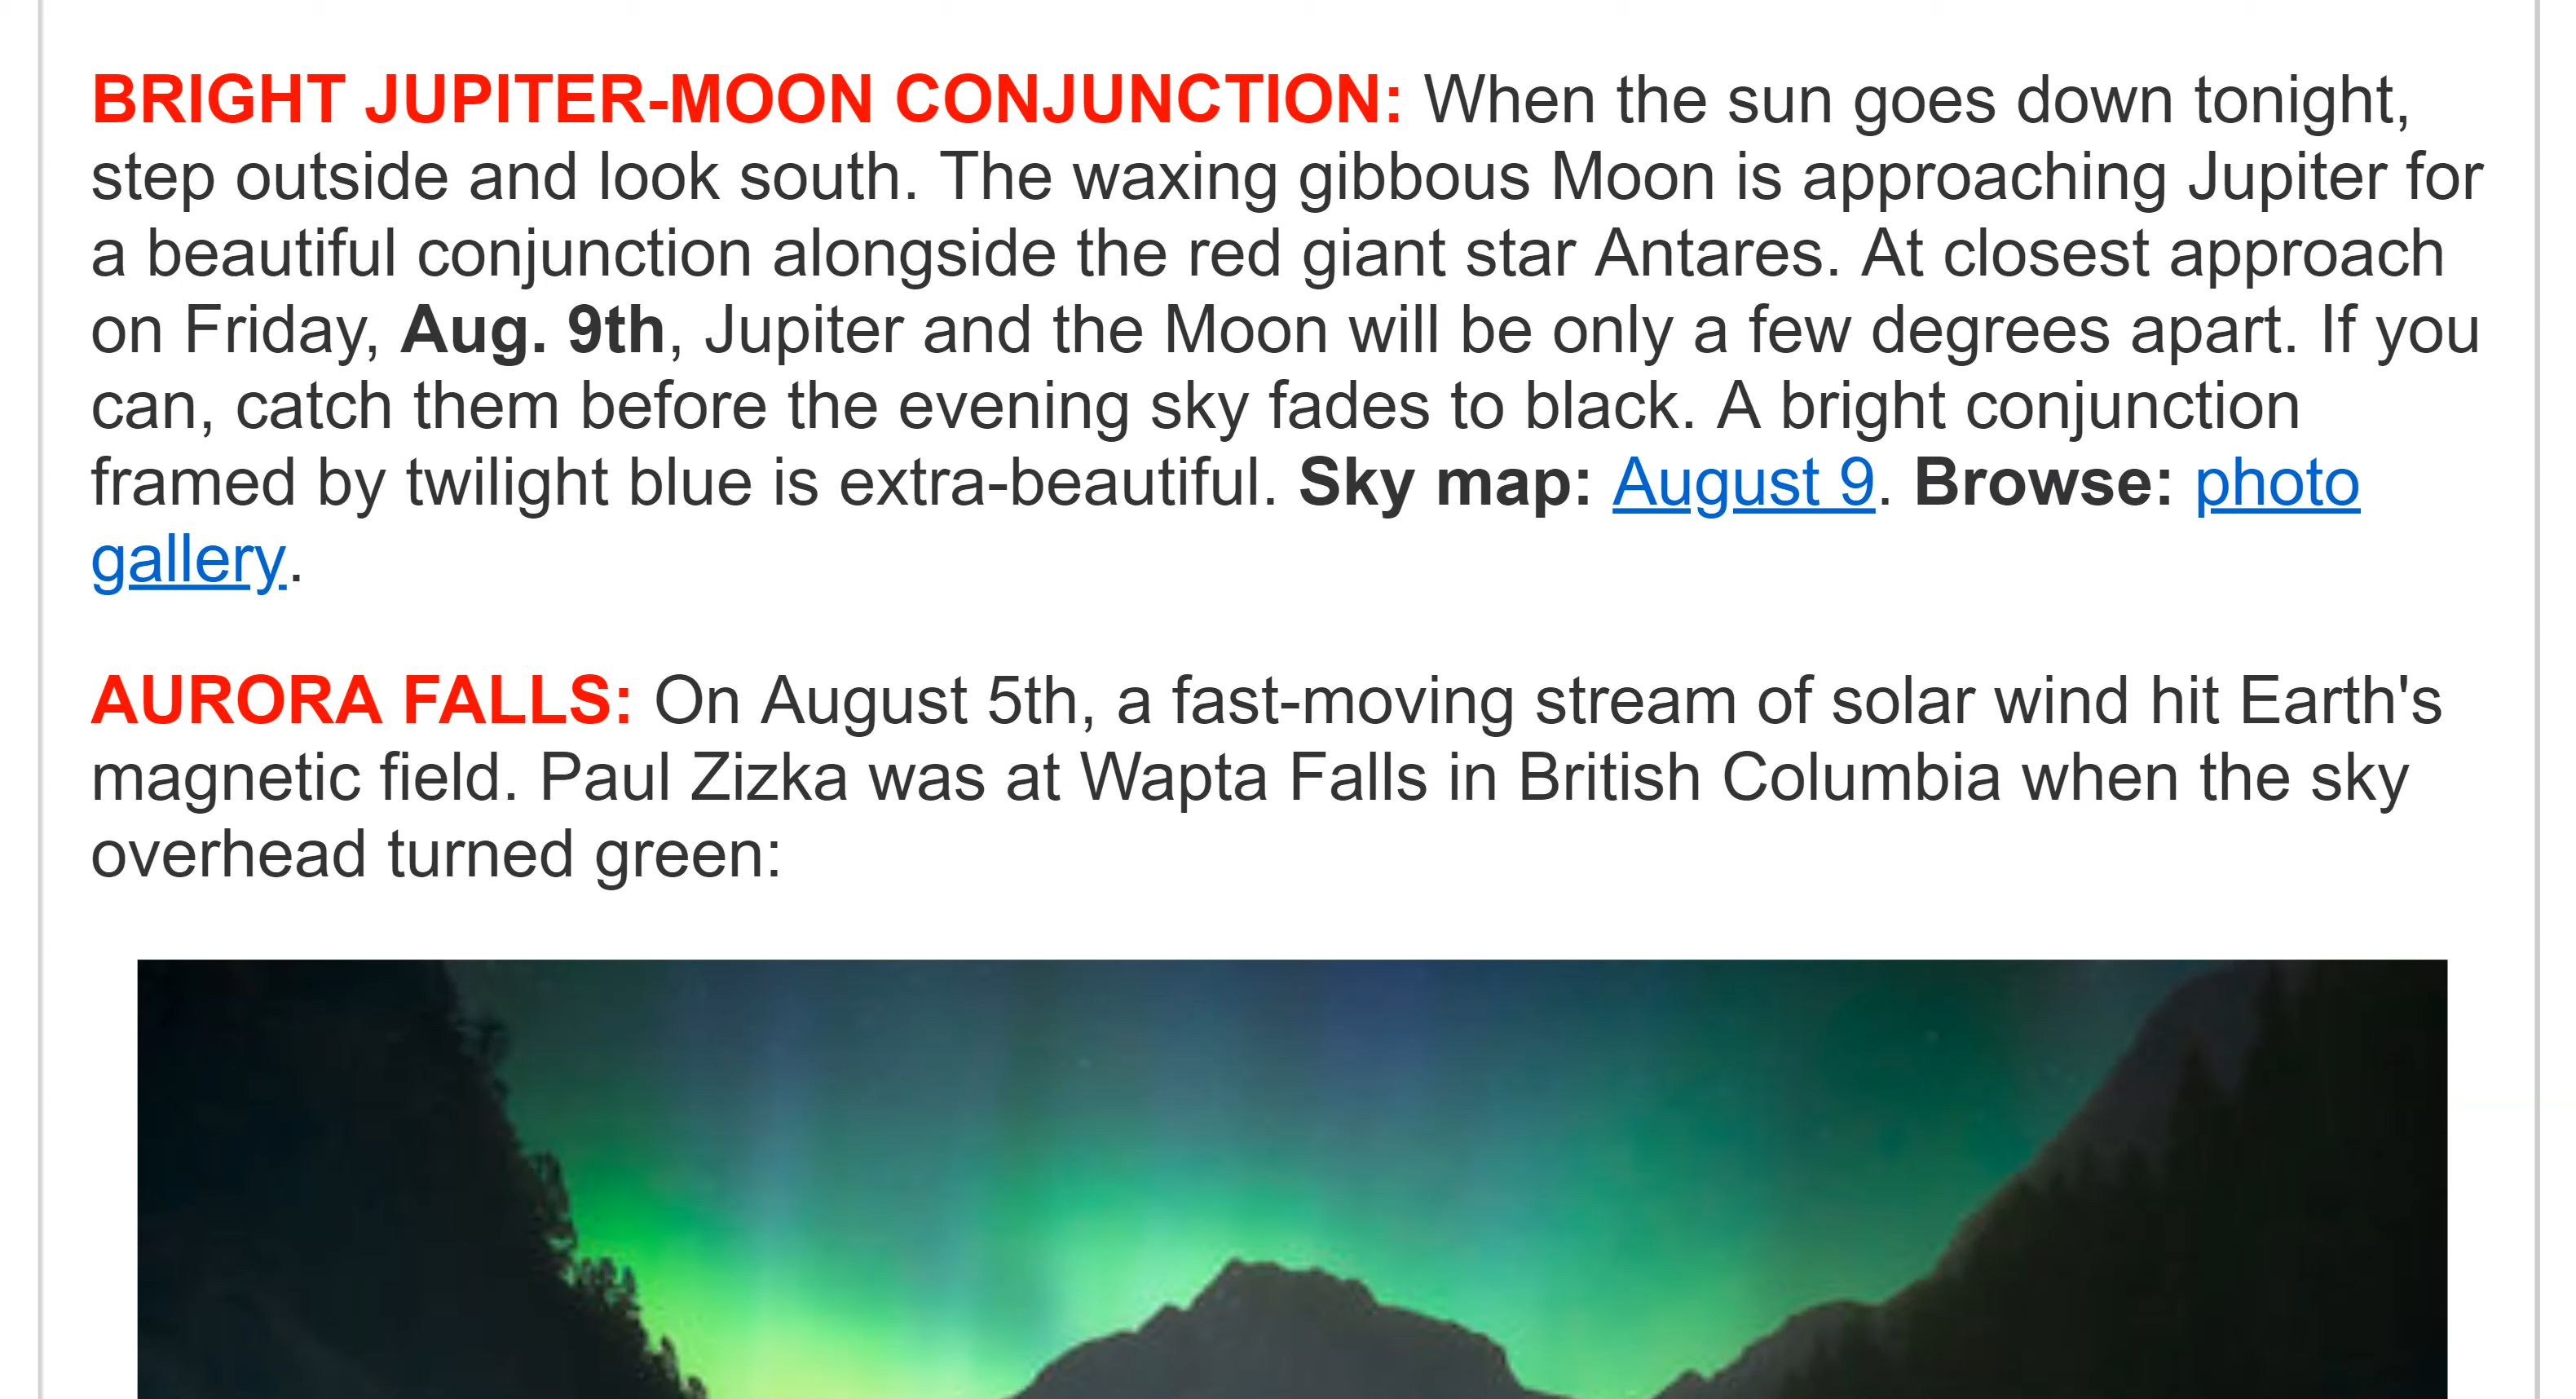 BRIGHT JUPITER-MOON CONJUNCTION: When the sun goes down tonight,
step outside and look south. The waxing gibbous Moon is approaching Jupiter for
a beautiful conjunction alongside the red giant star Antares. At closest approach
on Friday, Aug. 9th, Jupiter and the Moon will be only a few degrees apart. If you
can, catch them before the evening sky fades to black. A bright conjunction
framed by twilight blue is extra-beautiful. Sky map: August 9. Browse: photo
gallery.
AURORA FALLS: On August 5th, a fast-moving stream of solar wind hit Earth's
magnetic field. Paul Zizka was at Wapta Falls in British Columbia when the sky
overhead turned green: